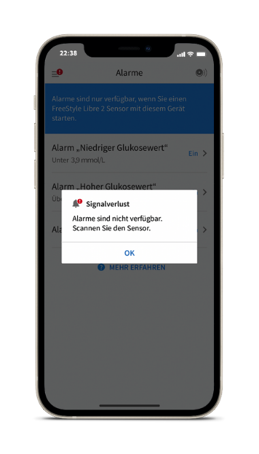 22:38
Alarme
Alarme sind nur verfügbar, wenn Sie einen
FreeStyle Libre 2 Sensor mit diesem Gerät
starten.
Alarm „Niedriger Glukosewert“
Unter 3,9 mmol/L
Ein
Alarm „Hoher Glukosewert“
Signalverlust
Alarme sind nicht verfügbar.
Scannen Sie den Sensor.
OK
MEHR ERFAHREN